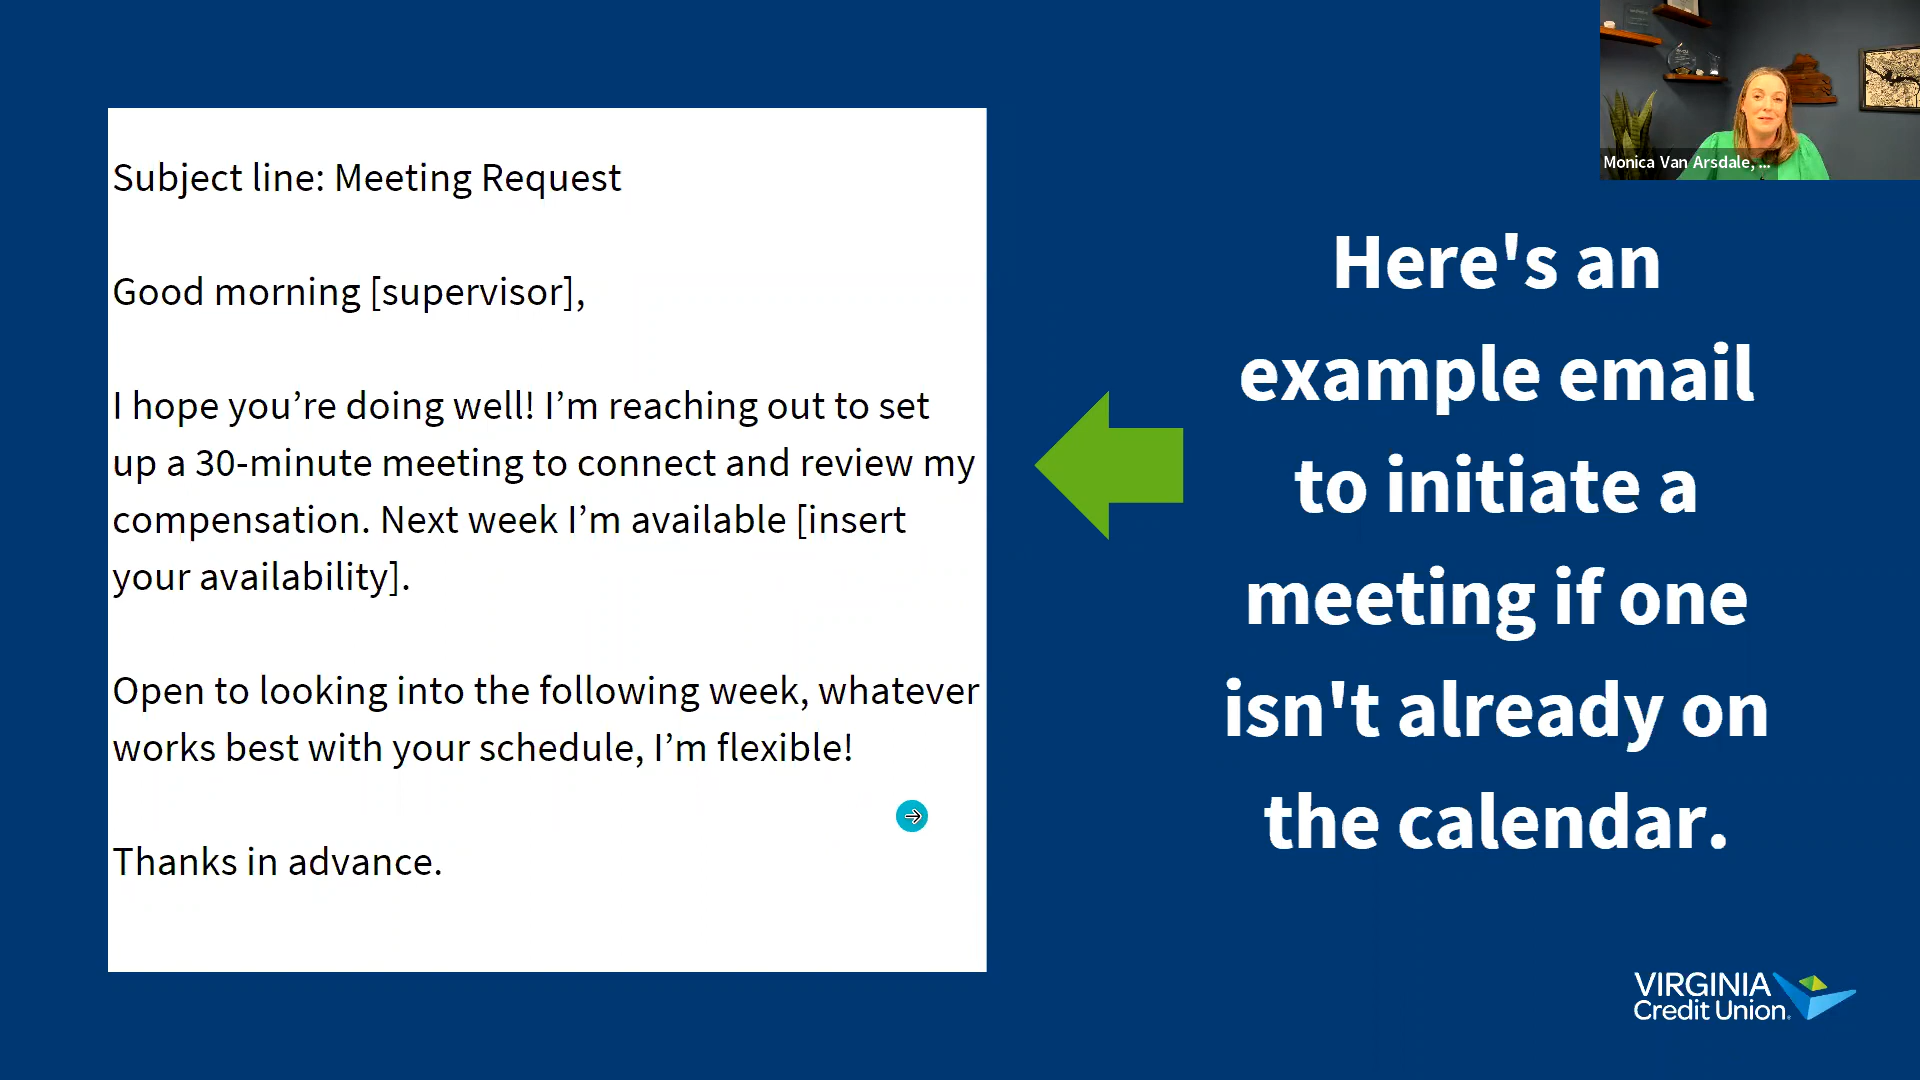 Subject line: Meeting Request
Good morning [supervisor],
I hope you’re doing well! I’m reaching out to set
up a 30-minute meeting to connect and review my
compensation. Next week I’m available [insert
your availability].
Open to looking into the following week, whatever
works best with your schedule, I’m flexible!
Thanks in advance.
Here's an
example email
to initiate a
meeting if one
isn't already on
the calendar.
Monica Van Arsdale, ...
VIRGINIA
Credit Union